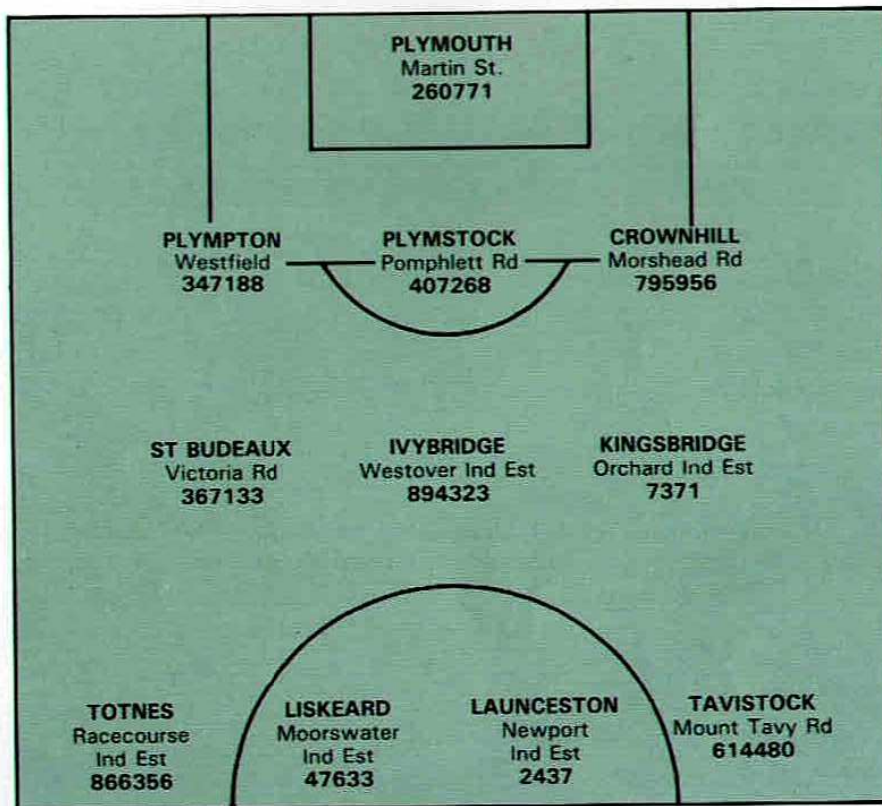 PLYMOUTH
Martin St.
260771
PLYMPTON
Westfield
347188
PLYMSTOCK
Pomphlett Rd
407268
CROWNHILL
Morshead Rd
795956
ST BUDEAUX
Victoria Rd
367133
IVYBRIDGE
Westover Ind Est
894323
KINGSBRIDGE
Orchard Ind Est
7371
TOTNES
Racecourse
Ind Est
866356
LISKEARD
Moorswater
Ind Est
47633
LAUNCESTON
Newport
Ind Est
2437
TAVISTOCK
Mount Tavy Rd
614480